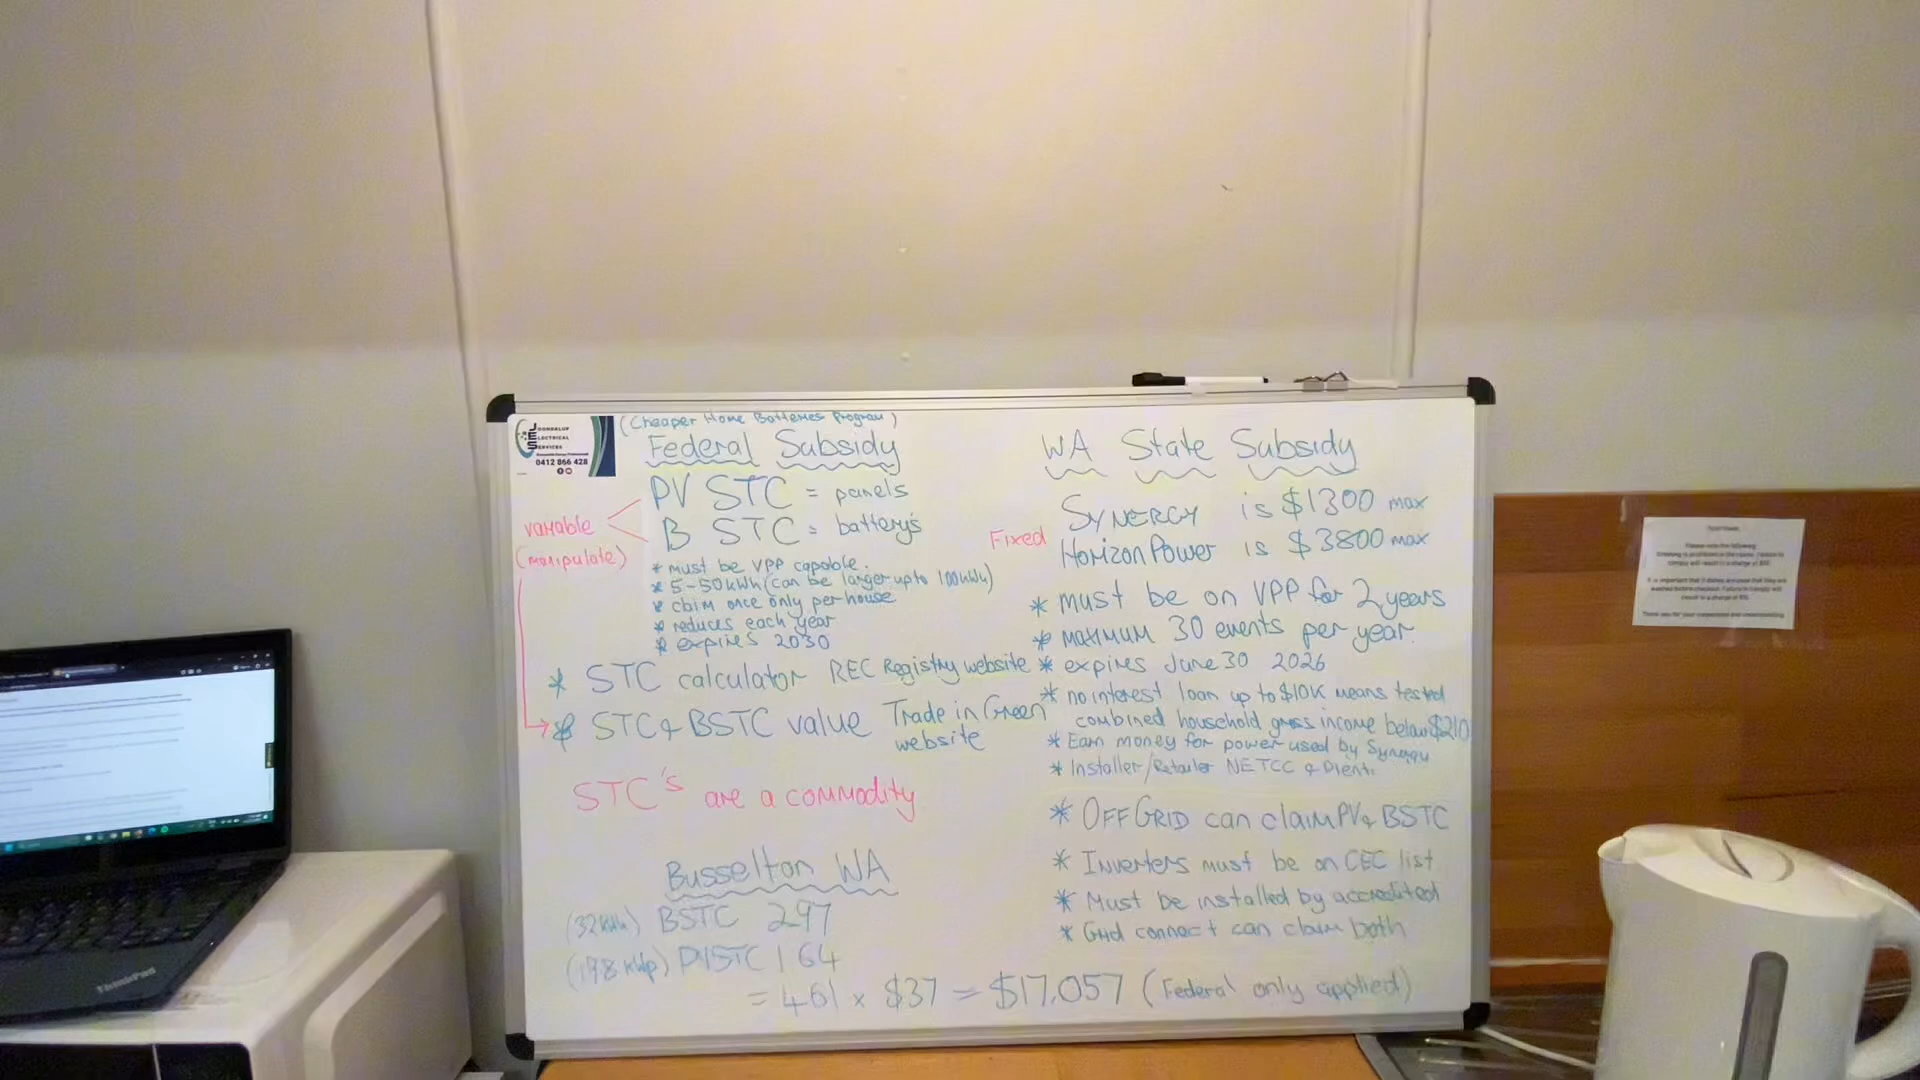 JOONDALUP
ELECTRICAL
SERVICES
0412 866 428
(Cheaper Home Batteries Program)
Federal Subsidy
variable
(manipulate)
PV STC = panels
B STC = battery's
* must be VPP capable.
* 5-50kWh (can be larger upto 100kWh)
* claim once only per house
* reduces each year
* expires 2030
* STC calculator REC Registry website
* STC & BSTC value Trade in Green
website
STC's are a commodity
Busselton WA
(32kWh) BSTC 297
(19.8 kWp) PVSTC 164
= 461 x $37 = $17,057 (Federal only applied)
WA State Subsidy
Fixed
SYNERGY is $1300 max
Horizon Power is $3800 max
* must be on VPP for 2 years
* maximum 30 events per year.
* expires June 30 2026
* no interest loan up to $10K means tested
combined household gross income below $210
* Earn money for power used by Synergy
* Installer/Retailer NETCC &
* OFF GRID can claim PV & BSTC
* Inverters must be on CEC list
* Must be installed by accredited
* Grid connect can claim both
ThinkPad